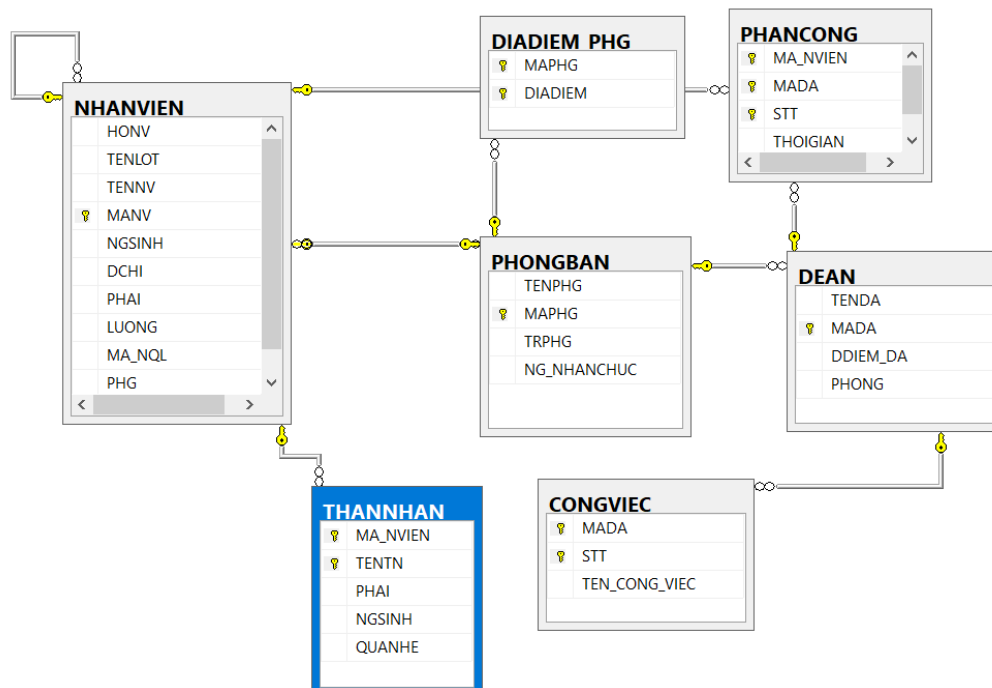 DIADIEM_PHG
MAPHG
DIADIEM
PHANCONG
MA_NVIEN
MADA
STT
THOIGIAN
NHANVIEN
HONV
TENLOT
TENNV
MANV
NGSINH
DCHI
PHAI
LUONG
MA_NQL
PHG
PHONGBAN
TENPHG
MAPHG
TRPHG
NG_NHANCHUC
DEAN
TENDA
MADA
DDIEM_DA
PHONG
THANNHAN
MA_NVIEN
TENTN
PHAI
NGSINH
QUANHE
CONGVIEC
MADA
STT
TEN_CONG_VIEC